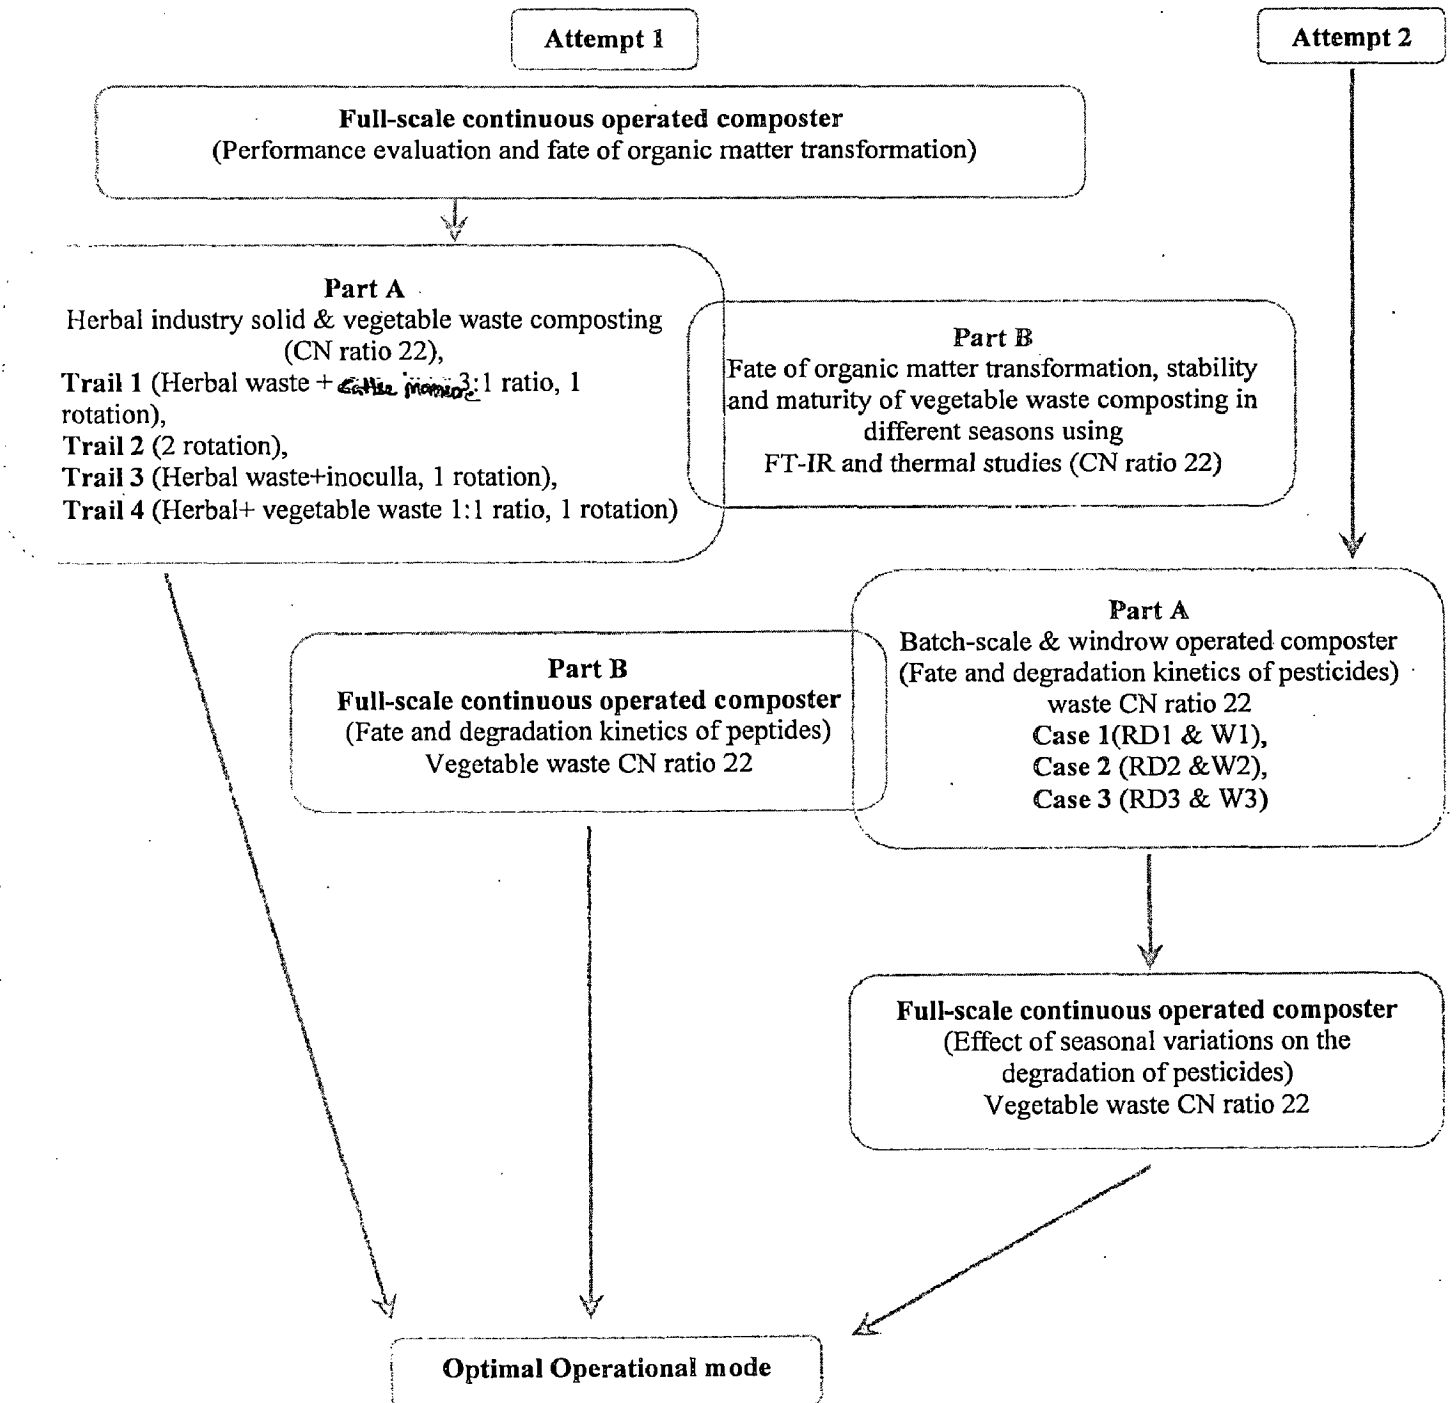 Attempt 1
Attempt 2
Full-scale continuous operated composter
(Performance evaluation and fate of organic matter transformation)
Part A
Herbal industry solid & vegetable waste composting
(CN ratio 22),
Trail 1 (Herbal waste + cattle manure 3:1 ratio, 1
rotation),
Trail 2 (2 rotation),
Trail 3 (Herbal waste+inoculla, 1 rotation),
Trail 4 (Herbal+ vegetable waste 1:1 ratio, 1 rotation)
Part B
Fate of organic matter transformation, stability
and maturity of vegetable waste composting in
different seasons using
FT-IR and thermal studies (CN ratio 22)
Part B
Full-scale continuous operated composter
(Fate and degradation kinetics of peptides)
Vegetable waste CN ratio 22
Part A
Batch-scale & windrow operated composter
(Fate and degradation kinetics of pesticides)
waste CN ratio 22
Case 1(RD1 & W1),
Case 2 (RD2 &W2),
Case 3 (RD3 & W3)
Full-scale continuous operated composter
(Effect of seasonal variations on the
degradation of pesticides)
Vegetable waste CN ratio 22
Optimal Operational mode